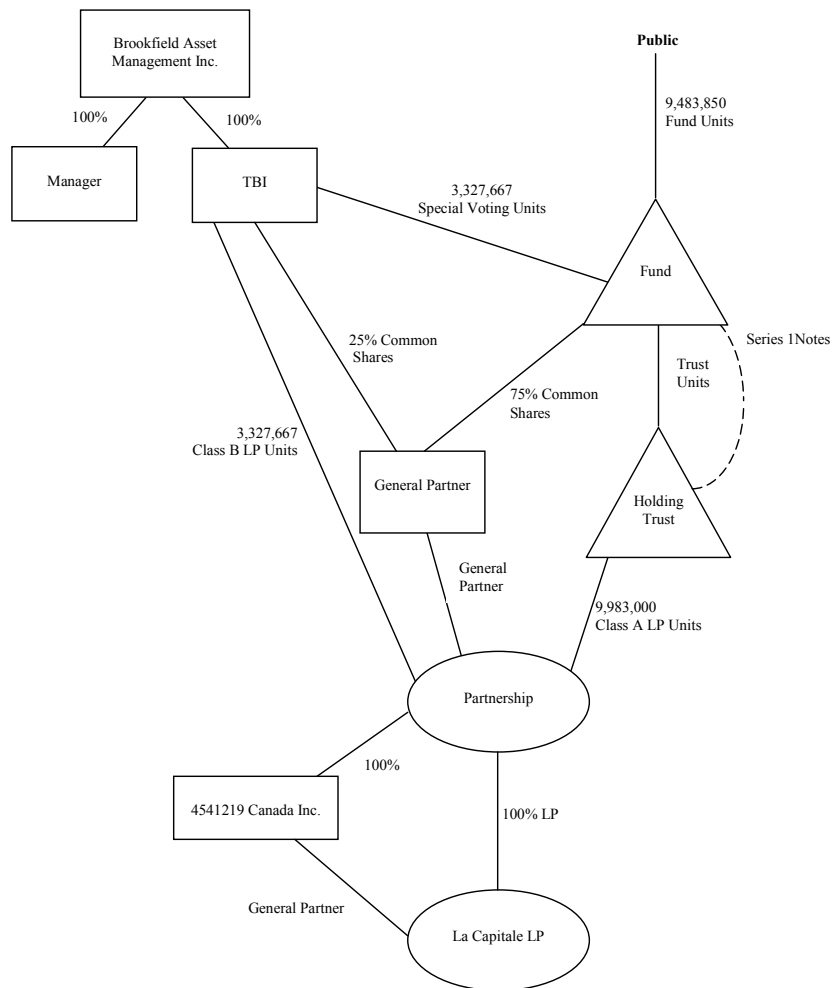 Brookfield Asset
Management Inc.
Public
100%
100%
9,483,850
Fund Units
Manager
TBI
3,327,667
Special Voting Units
Fund
25% Common
Shares
Series 1Notes
Trust
Units
75% Common
Shares
3,327,667
Class B LP Units
General Partner
Holding
Trust
General
Partner
9,983,000
Class A LP Units
Partnership
100%
4541219 Canada Inc.
100% LP
General Partner
La Capitale LP